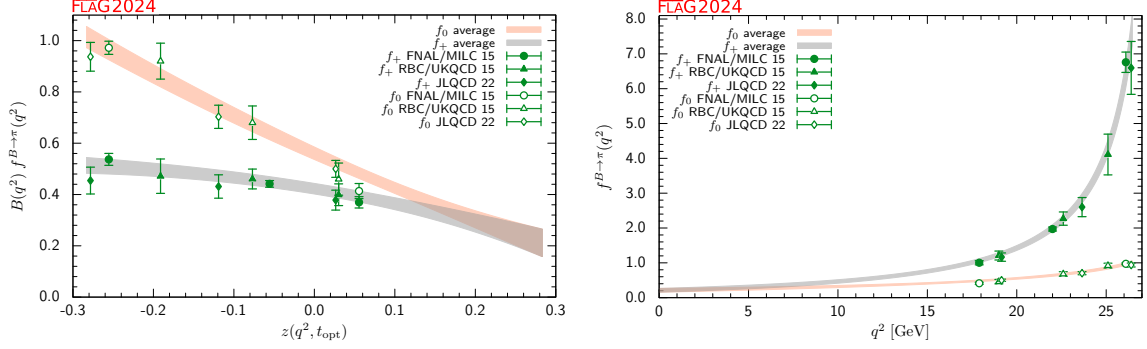 FLAG2024
B(q², ) f^{B→π}(q²)
1.0
0.8
0.6
0.4
0.2
0.0
-0.3
-0.2
-0.1
0.0
0.1
0.2
0.3
z(q², t_opt)
f₀ average
f₊ average
f₊ FNAL/MILC 15
f₊ RBC/UKQCD 15
f₊ JLQCD 22
f₀ FNAL/MILC 15
f₀ RBC/UKQCD 15
f₀ JLQCD 22
FLAG2024
f^{B→π}(q²)
8.0
7.0
6.0
5.0
4.0
3.0
2.0
1.0
0.0
0
5
10
15
20
25
q² [GeV]
f₀ average
f₊ average
f₊ FNAL/MILC 15
f₊ RBC/UKQCD 15
f₊ JLQCD 22
f₀ FNAL/MILC 15
f₀ RBC/UKQCD 15
f₀ JLQCD 22